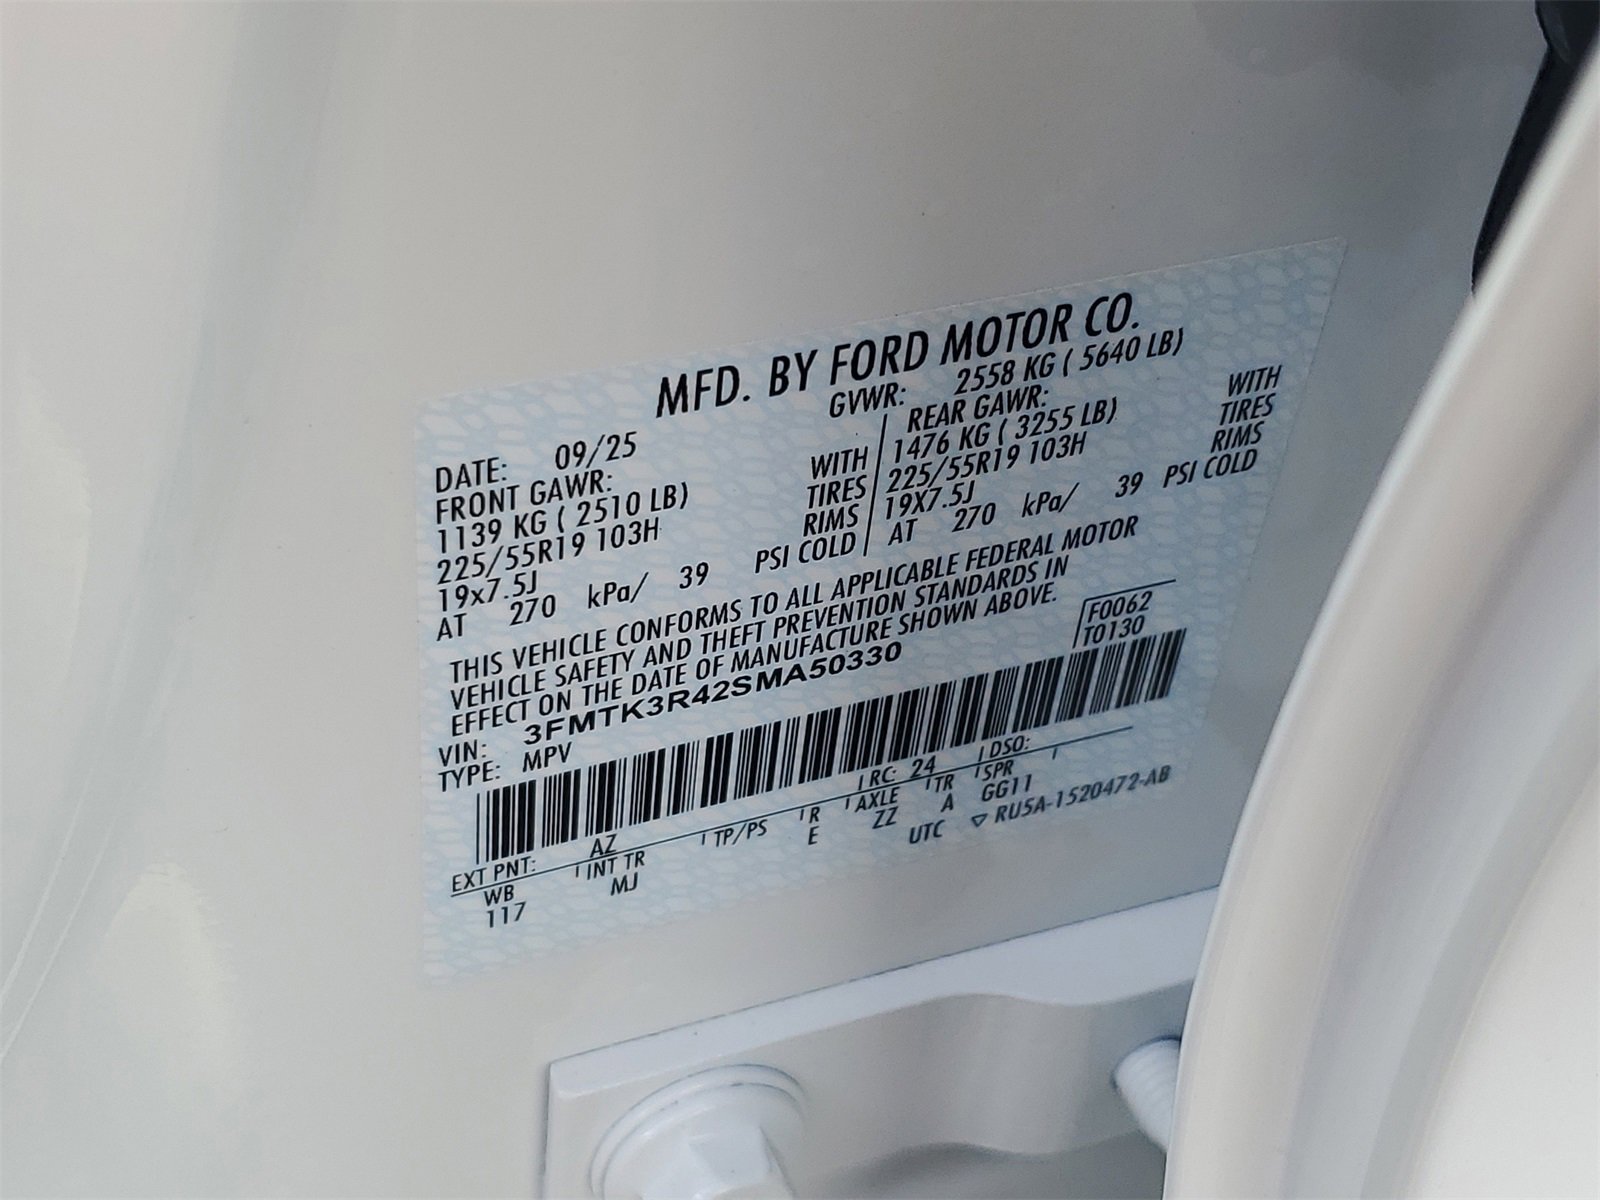 MFD. BY FORD MOTOR CO.
DATE: 09/25
GVWR: 2558 KG ( 5640 LB)
FRONT GAWR:
1139 KG ( 2510 LB) WITH
225/55R19 103H TIRES
19x7.5J RIMS
AT 270 kPa/ 39 PSI COLD
REAR GAWR:
1476 KG ( 3255 LB) WITH
225/55R19 103H TIRES
19X7.5J RIMS
AT 270 kPa/ 39 PSI COLD
THIS VEHICLE CONFORMS TO ALL APPLICABLE FEDERAL MOTOR
VEHICLE SAFETY AND THEFT PREVENTION STANDARDS IN
EFFECT ON THE DATE OF MANUFACTURE SHOWN ABOVE.
F0062
T0130
VIN: 3FMTK3R42SMA50330
TYPE: MPV
EXT PNT: AZ RC: 24 DSO:
WB INT TR TP/PS R AXLE TR SPR
117 MJ E ZZ A GG11
UTC ▽ RU5A-1520472-AB